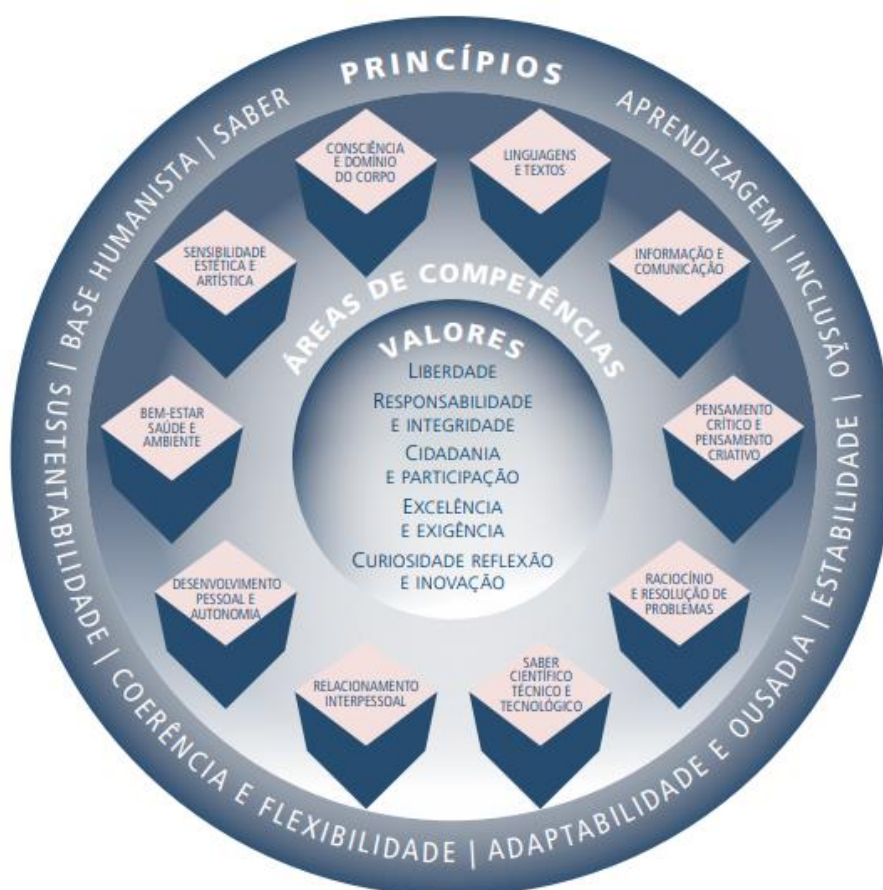 PRINCÍPIOS
APRENDIZAGEM | INCLUSÃO | ESTABILIDADE | ADAPTABILIDADE E OUSADIA | COERÊNCIA E FLEXIBILIDADE | SUSTENTABILIDADE | BASE HUMANISTA | SABER
ÁREAS DE COMPETÊNCIAS
LINGUAGENS
E TEXTOS
INFORMAÇÃO E
COMUNICAÇÃO
PENSAMENTO
CRÍTICO E
PENSAMENTO
CRIATIVO
RACIOCÍNIO
E RESOLUÇÃO DE
PROBLEMAS
SABER
CIENTÍFICO
TÉCNICO E
TECNOLÓGICO
RELACIONAMENTO
INTERPESSOAL
DESENVOLVIMENTO
PESSOAL E
AUTONOMIA
BEM-ESTAR
SAÚDE E
AMBIENTE
SENSIBILIDADE
ESTÉTICA E
ARTÍSTICA
CONSCIÊNCIA
E DOMÍNIO
DO CORPO
VALORES
LIBERDADE
RESPONSABILIDADE
E INTEGRIDADE
CIDADANIA
E PARTICIPAÇÃO
EXCELÊNCIA
E EXIGÊNCIA
CURIOSIDADE REFLEXÃO
E INOVAÇÃO